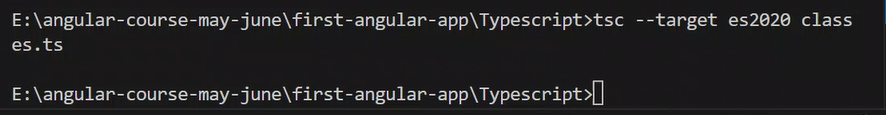 E:\angular-course-may-june\first-angular-app\Typescript>tsc --target es2020 class
es.ts
E:\angular-course-may-june\first-angular-app\Typescript>